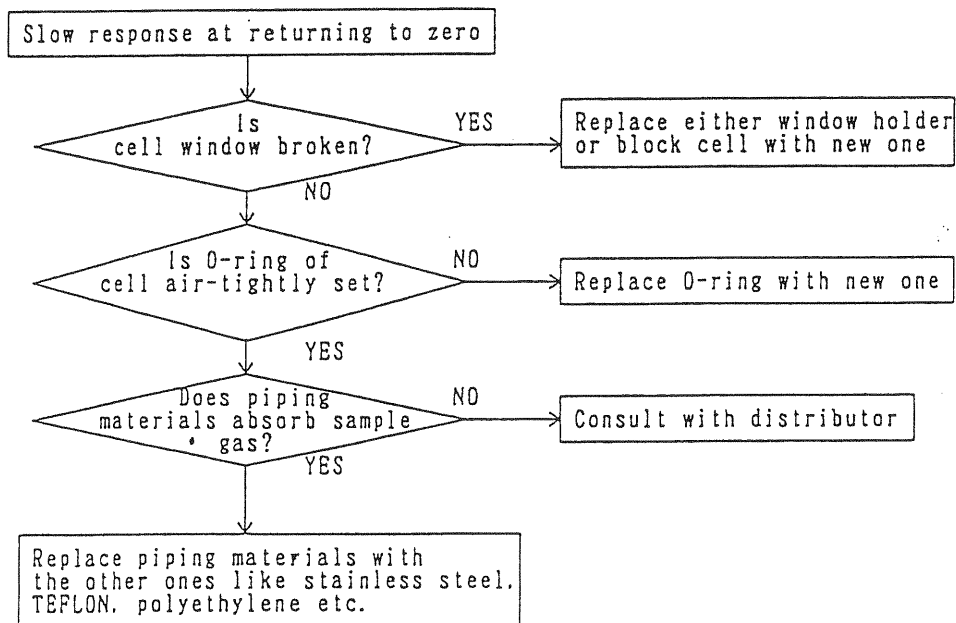 Slow response at returning to zero
Is
cell window broken?
YES
Replace either window holder
or block cell with new one
NO
Is O-ring of
cell air-tightly set?
NO
Replace O-ring with new one
YES
Does piping
materials absorb sample
gas?
NO
Consult with distributor
YES
Replace piping materials with
the other ones like stainless steel,
TEFLON, polyethylene etc.